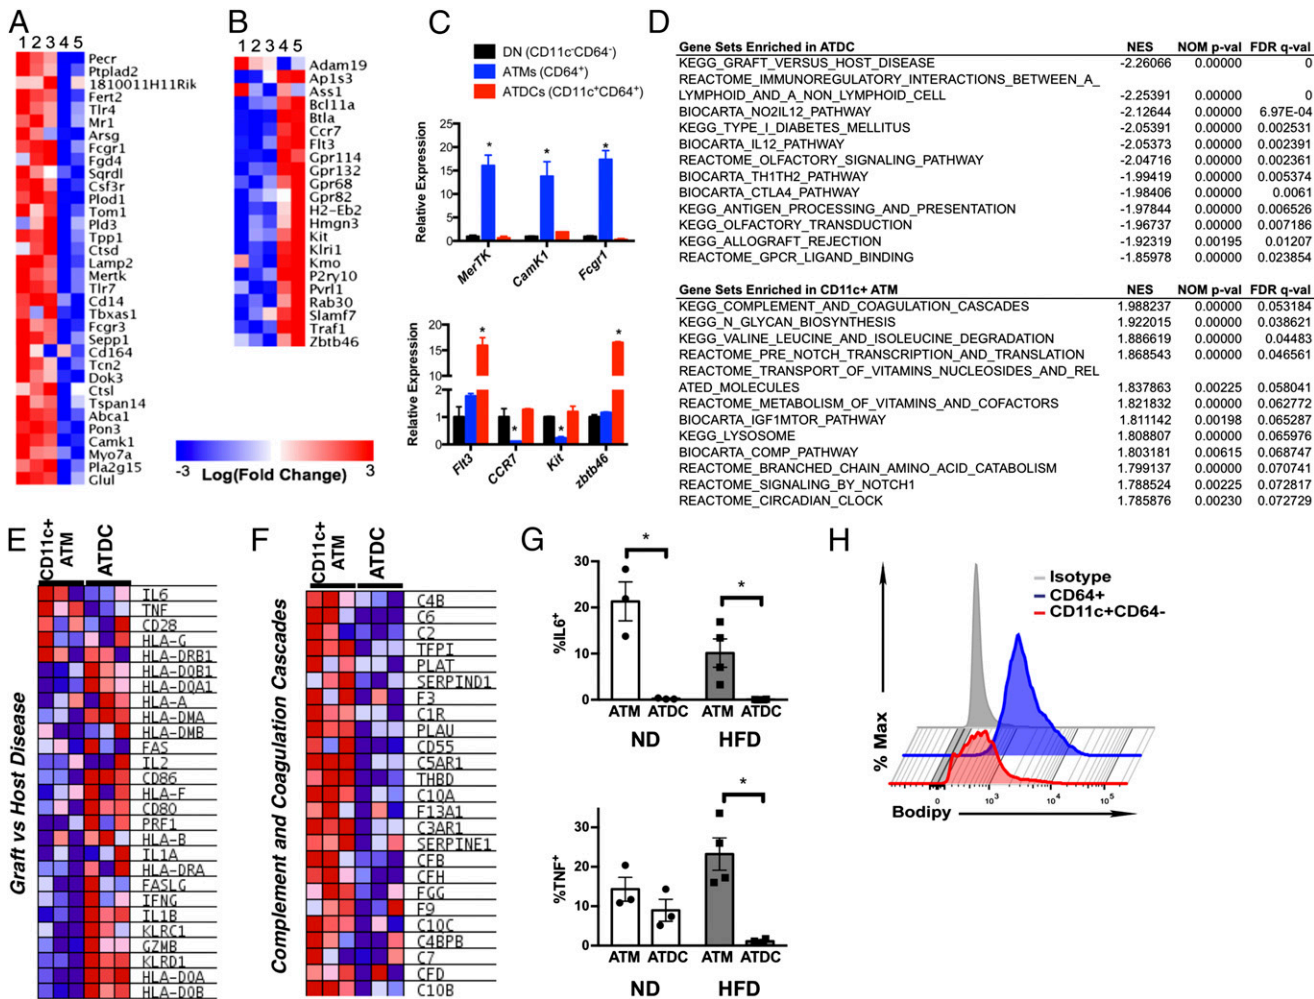 A
1 2 3 4 5
Pecr
Ptplad2
1810011H11Rik
Fert2
Tlr4
Mr1
Arsg
Fcgr1
Fgd4
Sqrdl
Csf3r
Plod1
Tom1
Pld3
Tpp1
Ctsd
Lamp2
Mertk
Tlr7
Cd14
Tbxas1
Fcgr3
Sepp1
Cd164
Tcn2
Dok3
Ctsl
Tspan14
Abca1
Pon3
Camk1
Myo7a
Pla2g15
Glul
B
1 2 3 4 5
Adam19
Ap1s3
Ass1
Bcl11a
Btla
Ccr7
Flt3
Gpr114
Gpr132
Gpr68
Gpr82
H2-Eb2
Hmgn3
Kit
Klri1
Kmo
P2ry10
Pvrl1
Rab30
Slamf7
Traf1
Zbtb46
-3 Log(Fold Change) 3
C
DN (CD11c-CD64-)
ATMs (CD64+)
ATDCs (CD11c+CD64+)
Relative Expression
20
15
10
5
0
* * *
MerTK CamK1 Fcgr1
Relative Expression
20
15
10
2
1
0
* * * *
Flt3 CCR7 Kit zbtb46
D
Gene Sets Enriched in ATDC NES NOM p-val FDR q-val
KEGG_GRAFT_VERSUS_HOST_DISEASE -2.26066 0.00000 0
REACTOME_IMMUNOREGULATORY_INTERACTIONS_BETWEEN_A_
LYMPHOID_AND_A_NON_LYMPHOID_CELL -2.25391 0.00000 0
BIOCARTA_NO2IL12_PATHWAY -2.12644 0.00000 6.97E-04
KEGG_TYPE_I_DIABETES_MELLITUS -2.05391 0.00000 0.002531
BIOCARTA_IL12_PATHWAY -2.05373 0.00000 0.002391
REACTOME_OLFACTORY_SIGNALING_PATHWAY -2.04716 0.00000 0.002361
BIOCARTA_TH1TH2_PATHWAY -1.99419 0.00000 0.005374
BIOCARTA_CTLA4_PATHWAY -1.98406 0.00000 0.0061
KEGG_ANTIGEN_PROCESSING_AND_PRESENTATION -1.97844 0.00000 0.006526
KEGG_OLFACTORY_TRANSDUCTION -1.96737 0.00000 0.007186
KEGG_ALLOGRAFT_REJECTION -1.92319 0.00195 0.01207
REACTOME_GPCR_LIGAND_BINDING -1.85978 0.00000 0.023854
Gene Sets Enriched in CD11c+ ATM NES NOM p-val FDR q-val
KEGG_COMPLEMENT_AND_COAGULATION_CASCADES 1.988237 0.00000 0.053184
KEGG_N_GLYCAN_BIOSYNTHESIS 1.922015 0.00000 0.038621
KEGG_VALINE_LEUCINE_AND_ISOLEUCINE_DEGRADATION 1.886619 0.00000 0.04483
REACTOME_PRE_NOTCH_TRANSCRIPTION_AND_TRANSLATION 1.868543 0.00000 0.046561
REACTOME_TRANSPORT_OF_VITAMINS_NUCLEOSIDES_AND_REL
ATED_MOLECULES 1.837863 0.00225 0.058041
REACTOME_METABOLISM_OF_VITAMINS_AND_COFACTORS 1.821832 0.00000 0.062772
BIOCARTA_IGF1MTOR_PATHWAY 1.811142 0.00198 0.065287
KEGG_LYSOSOME 1.808807 0.00000 0.065976
BIOCARTA_COMP_PATHWAY 1.803181 0.00615 0.068747
REACTOME_BRANCHED_CHAIN_AMINO_ACID_CATABOLISM 1.799137 0.00000 0.070741
REACTOME_SIGNALING_BY_NOTCH1 1.788524 0.00225 0.072817
REACTOME_CIRCADIAN_CLOCK 1.785876 0.00230 0.072729
E
CD11c+
ATM
ATDC
Graft vs Host Disease
IL6
TNF
CD28
HLA-G
HLA-DRB1
HLA-DQB1
HLA-DQA1
HLA-A
HLA-DMA
HLA-DMB
FAS
IL2
CD86
HLA-F
CD80
PRF1
HLA-B
IL1A
HLA-DRA
FASLG
IFNG
IL1B
KLRC1
GZMB
KLRD1
HLA-DOA
HLA-DOB
F
CD11c+
ATM
ATDC
Complement and Coagulation Cascades
C4B
C6
C2
TFPI
PLAT
SERPIND1
F3
C1R
PLAU
CD55
C5AR1
THBD
C1QA
F13A1
C3AR1
SERPINE1
CFB
CFH
FGG
F9
C1QC
C4BPB
C7
CFD
C1QB
G
%IL6+
30
20
10
0
* *
ATM ATDC ATM ATDC
ND HFD
%TNF+
30
20
10
0
*
ATM ATDC ATM ATDC
ND HFD
H
Isotype
CD64+
CD11c+CD64-
% Max
0 10³ 10⁴ 10⁵
Bodipy